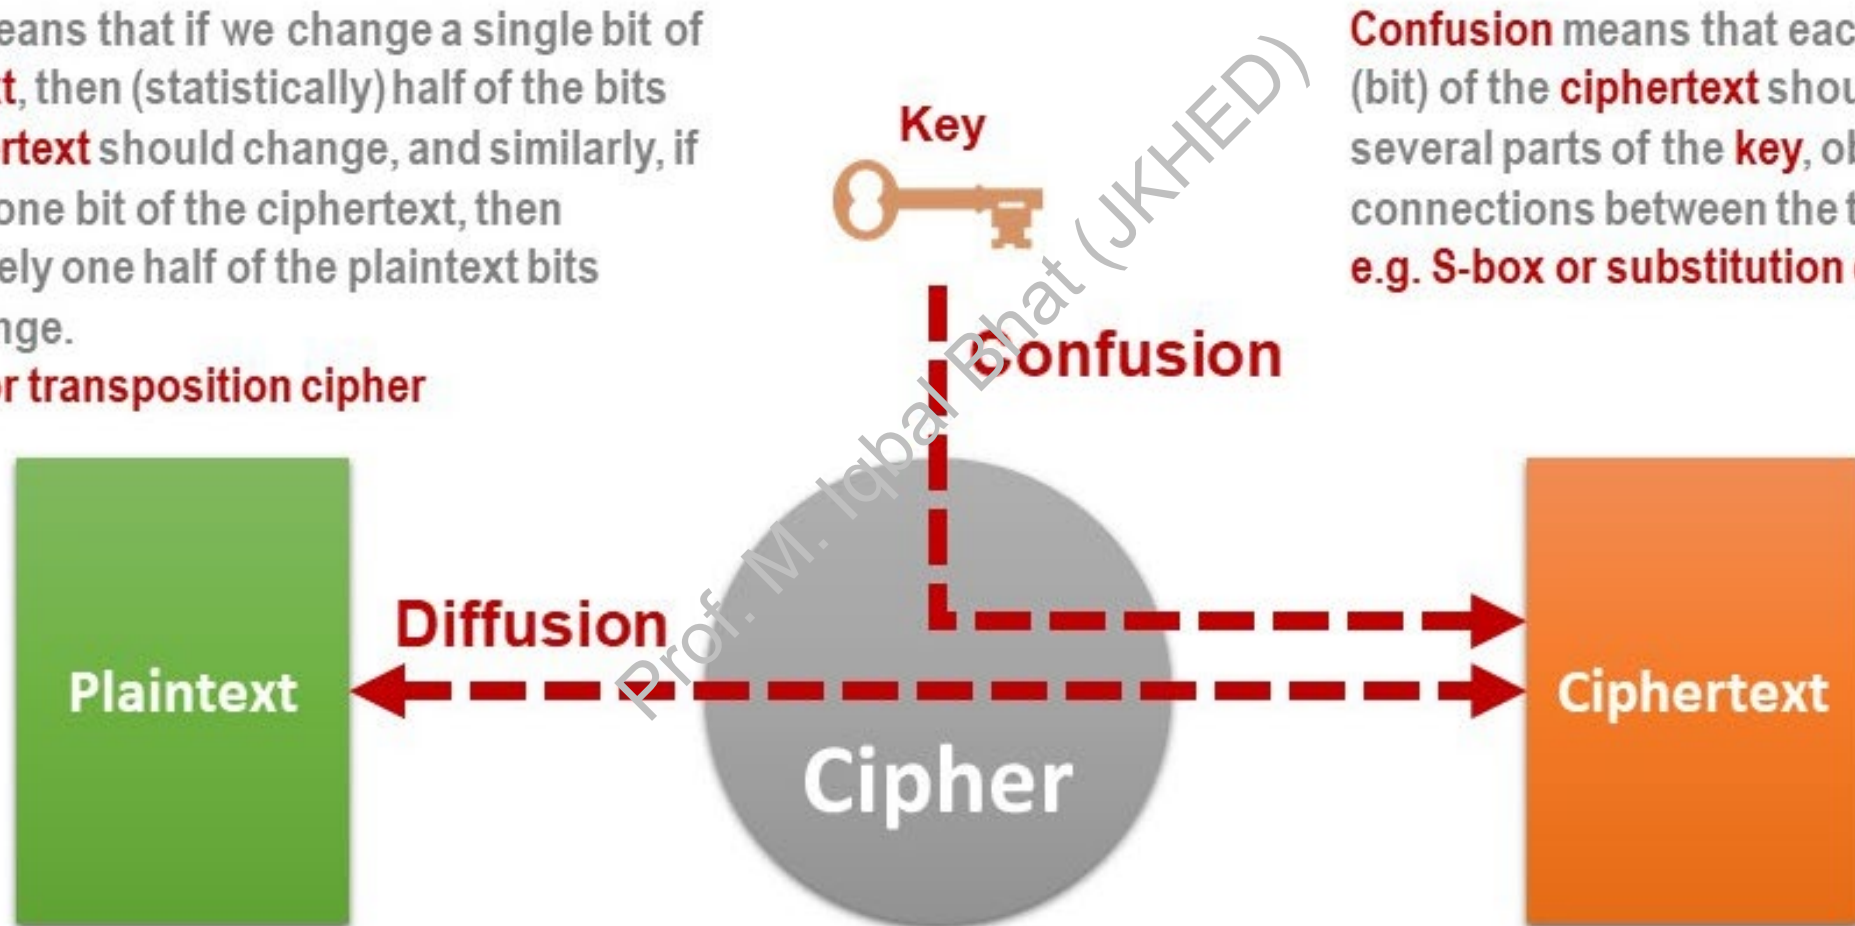 eans that if we change a single bit of
xt, then (statistically) half of the bits
ertext should change, and similarly, if
one bit of the ciphertext, then
ely one half of the plaintext bits
nge.
or transposition cipher
Key
Confusion means that eac
(bit) of the ciphertext shou
several parts of the key, ob
connections between the t
e.g. S-box or substitution
Confusion
Diffusion
Plaintext
Cipher
Ciphertext
Prof. M. Iqbal Bhat (JKHED)